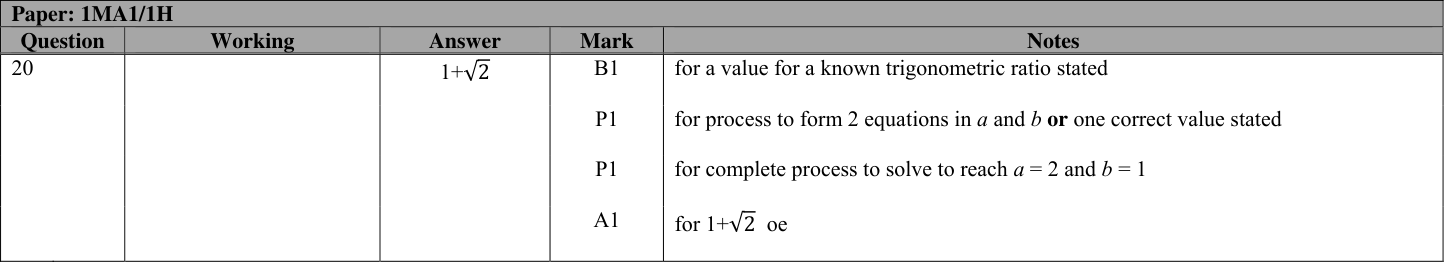 Paper: 1MA1/1H
Question Working Answer Mark Notes
20 1+√2 B1 for a value for a known trigonometric ratio stated
P1 for process to form 2 equations in a and b or one correct value stated
P1 for complete process to solve to reach a = 2 and b = 1
A1 for 1+√2 oe